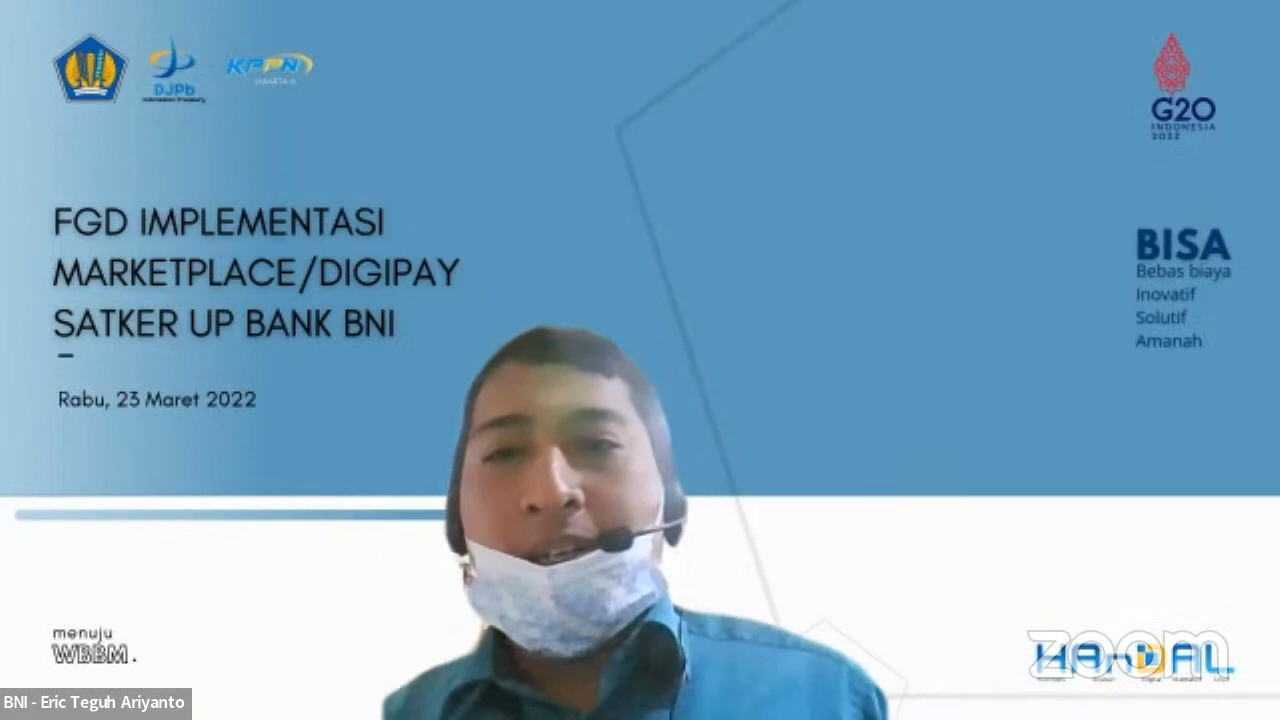 DJPb
KPPN
G20
INDONESIA
2022
FGD IMPLEMENTASI
MARKETPLACE/DIGIPAY
SATKER UP BANK BNI
Rabu, 23 Maret 2022
BISA
Bebas biaya
Inovatif
Solutif
Amanah
menuju
WBBM.
HAnDAL
zoom
BNI - Eric Teguh Ariyanto